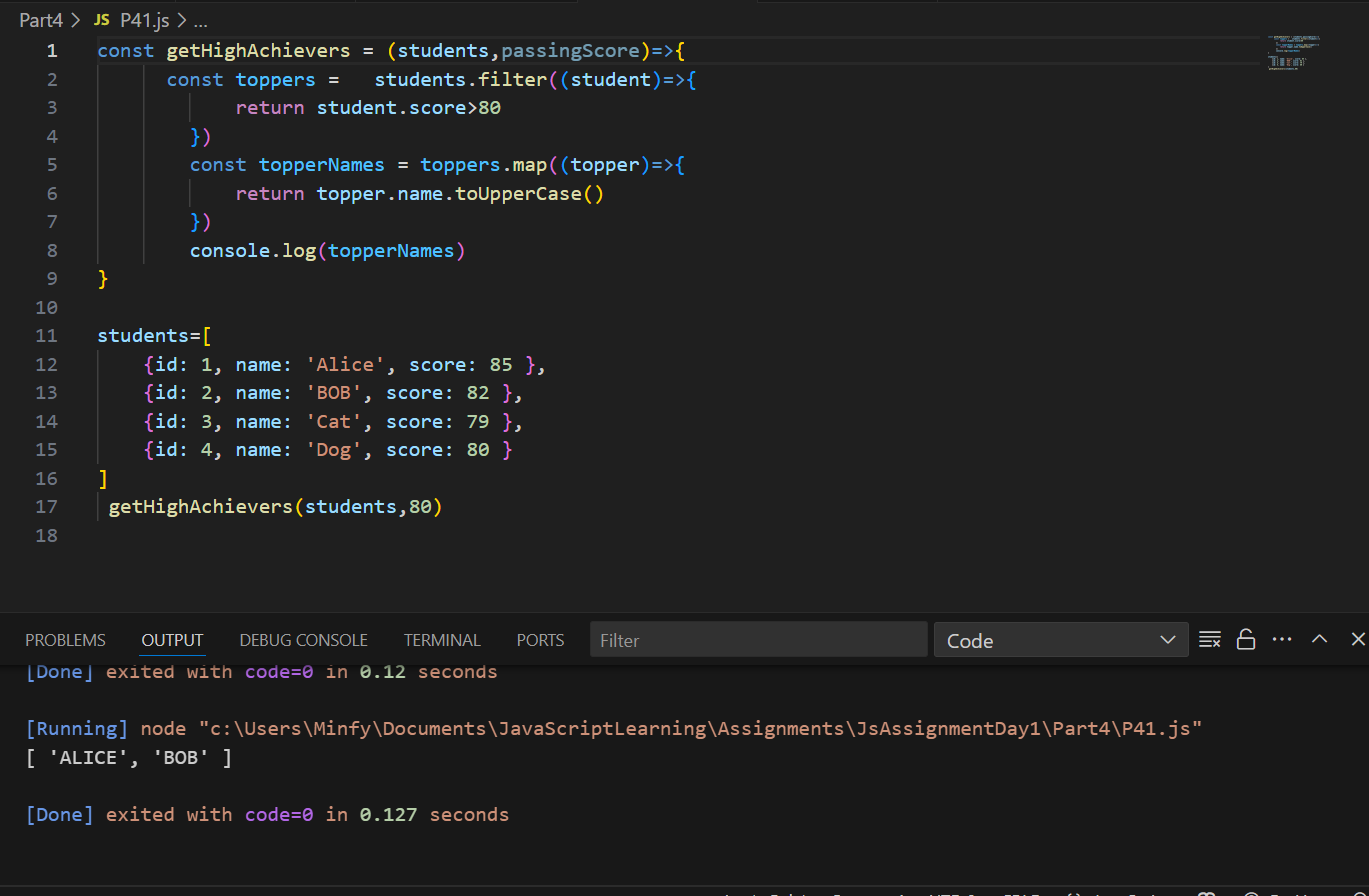 Part4 > JS P41.js > ...
1 const getHighAchievers = (students,passingScore)=>{
2 const toppers = students.filter((student)=>{
3 return student.score>80
4 })
5 const topperNames = toppers.map((topper)=>{
6 return topper.name.toUpperCase()
7 })
8 console.log(topperNames)
9 }
10
11 students=[
12 {id: 1, name: 'Alice', score: 85 },
13 {id: 2, name: 'BOB', score: 82 },
14 {id: 3, name: 'Cat', score: 79 },
15 {id: 4, name: 'Dog', score: 80 }
16 ]
17 getHighAchievers(students,80)
18
PROBLEMS OUTPUT DEBUG CONSOLE TERMINAL PORTS Filter Code
[Done] exited with code=0 in 0.12 seconds
[Running] node "c:\Users\Minfy\Documents\JavaScriptLearning\Assignments\JsAssignmentDay1\Part4\P41.js"
[ 'ALICE', 'BOB' ]
[Done] exited with code=0 in 0.127 seconds